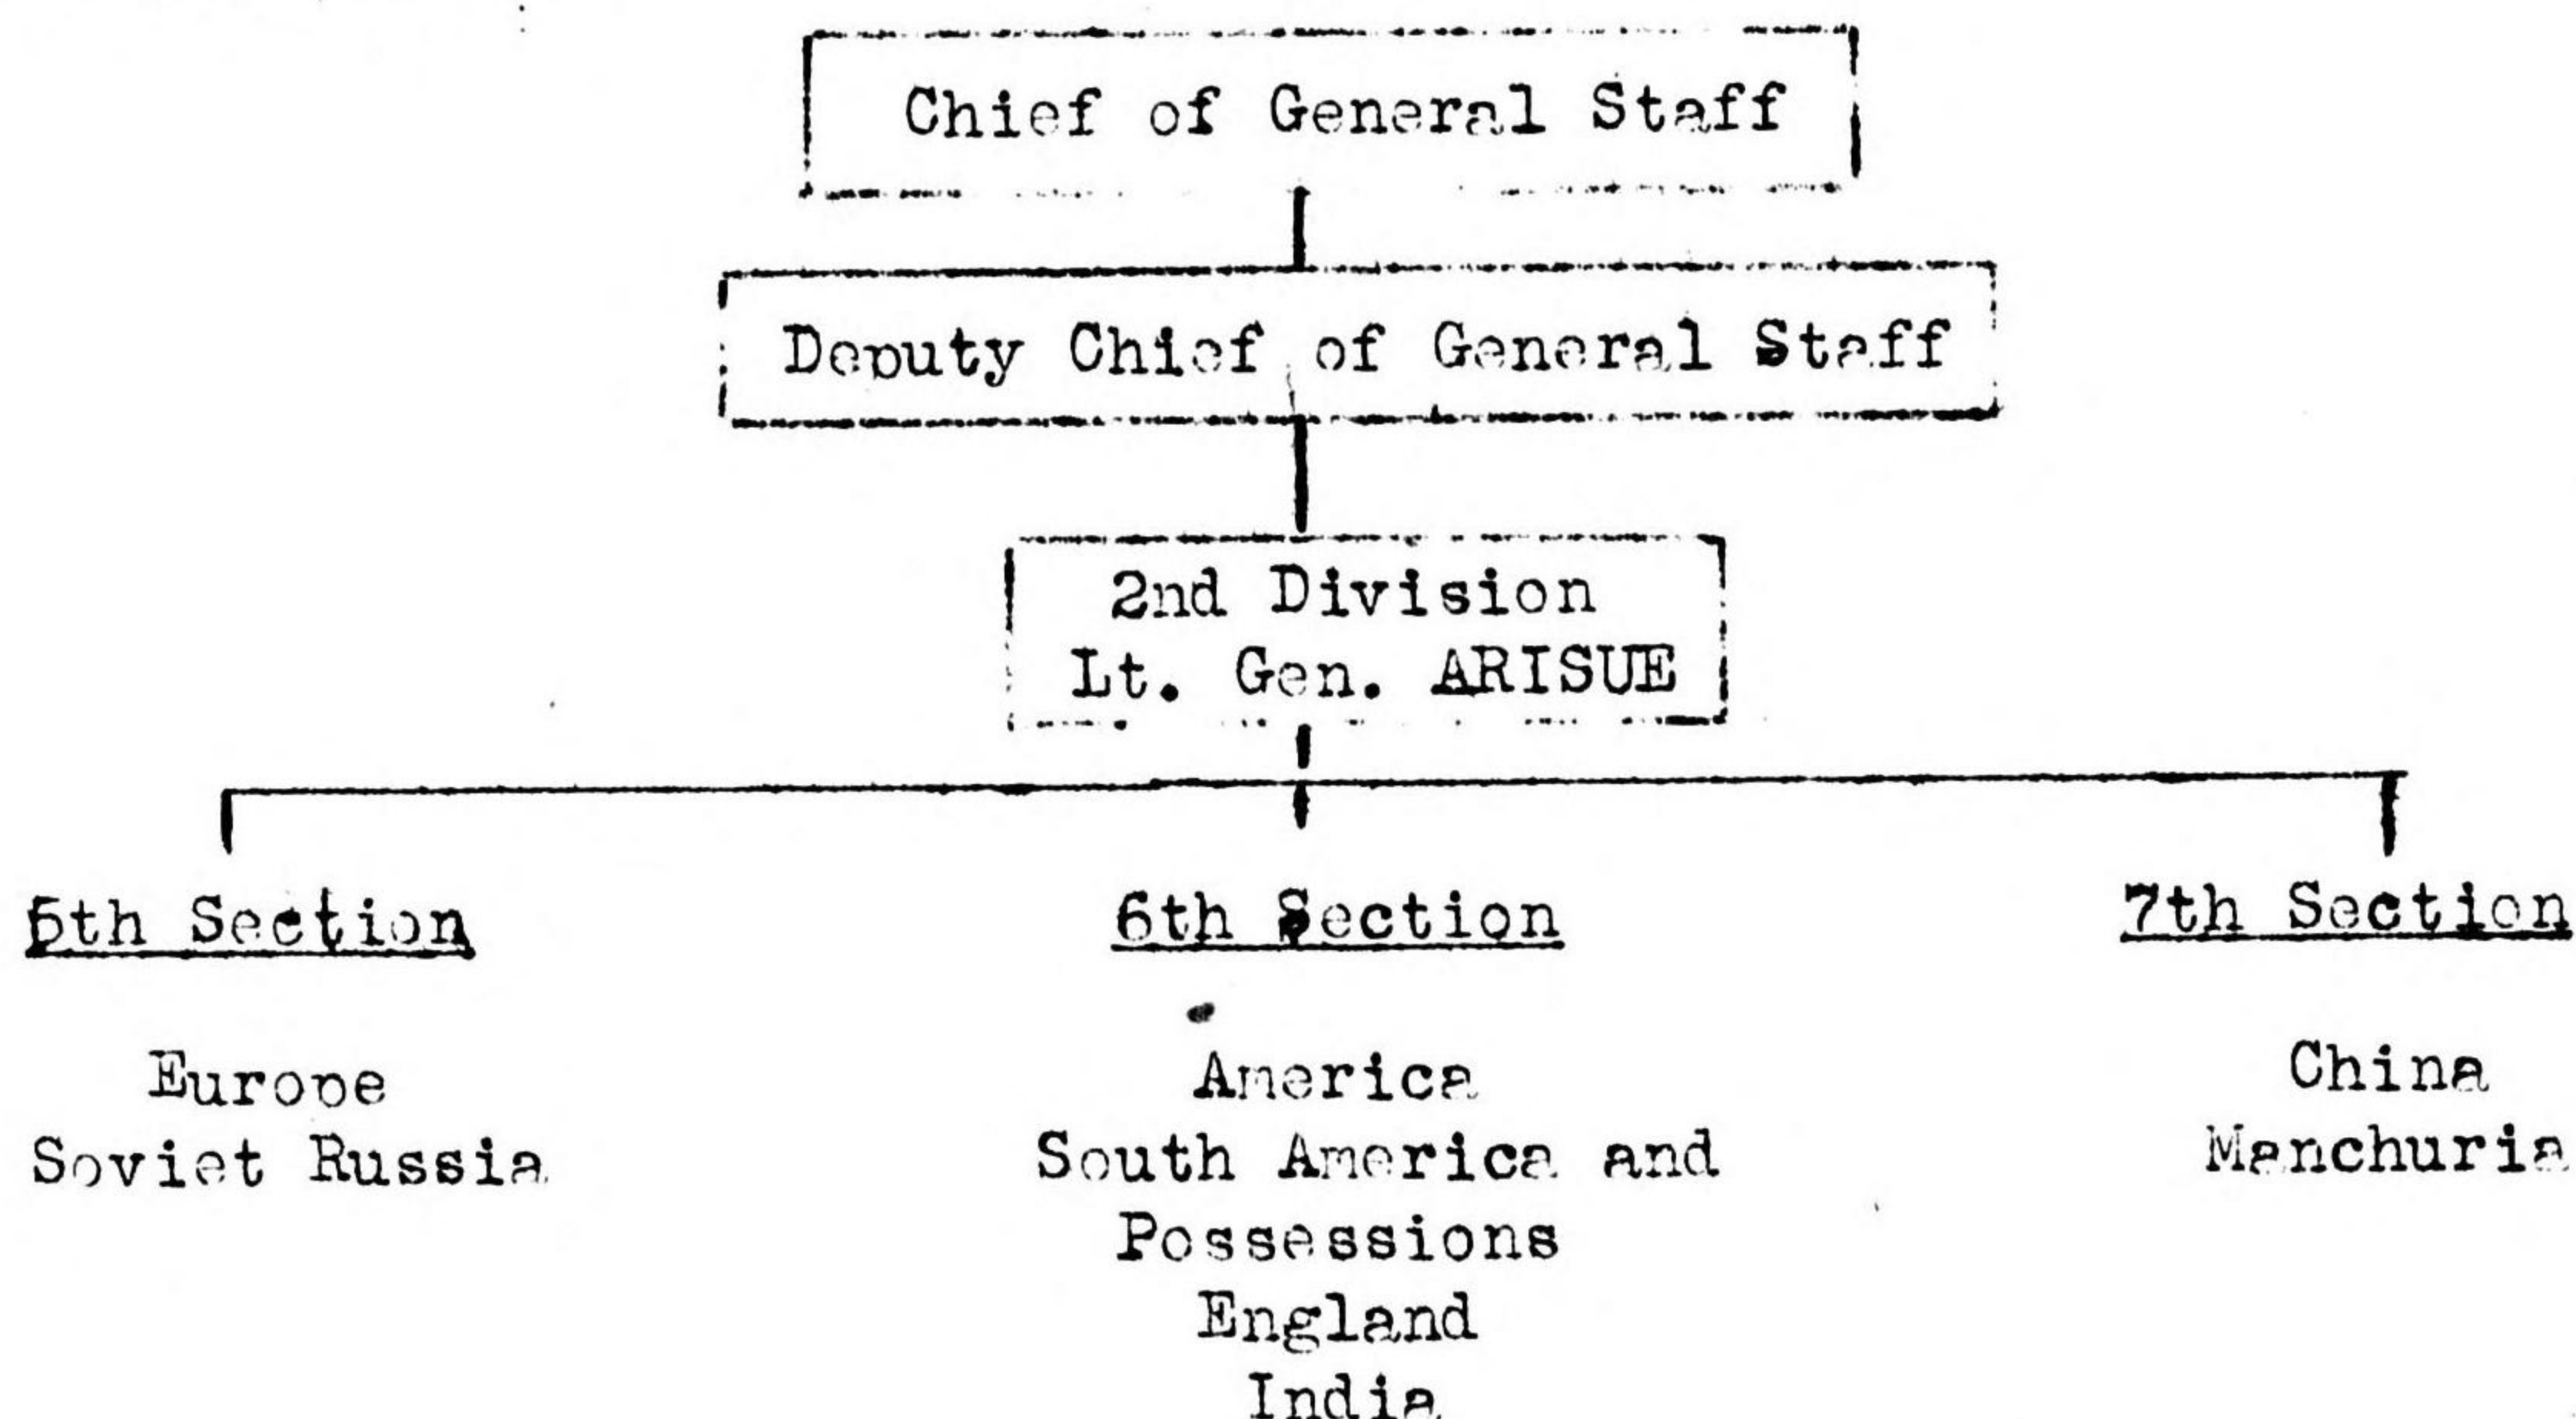 Chief of General Staff
Deputy Chief of General Staff
2nd Division
Lt. Gen. ARISUE
5th Section
Europe
Soviet Russia
6th Section
America
South America and
Possessions
England
India
7th Section
China
Manchuria